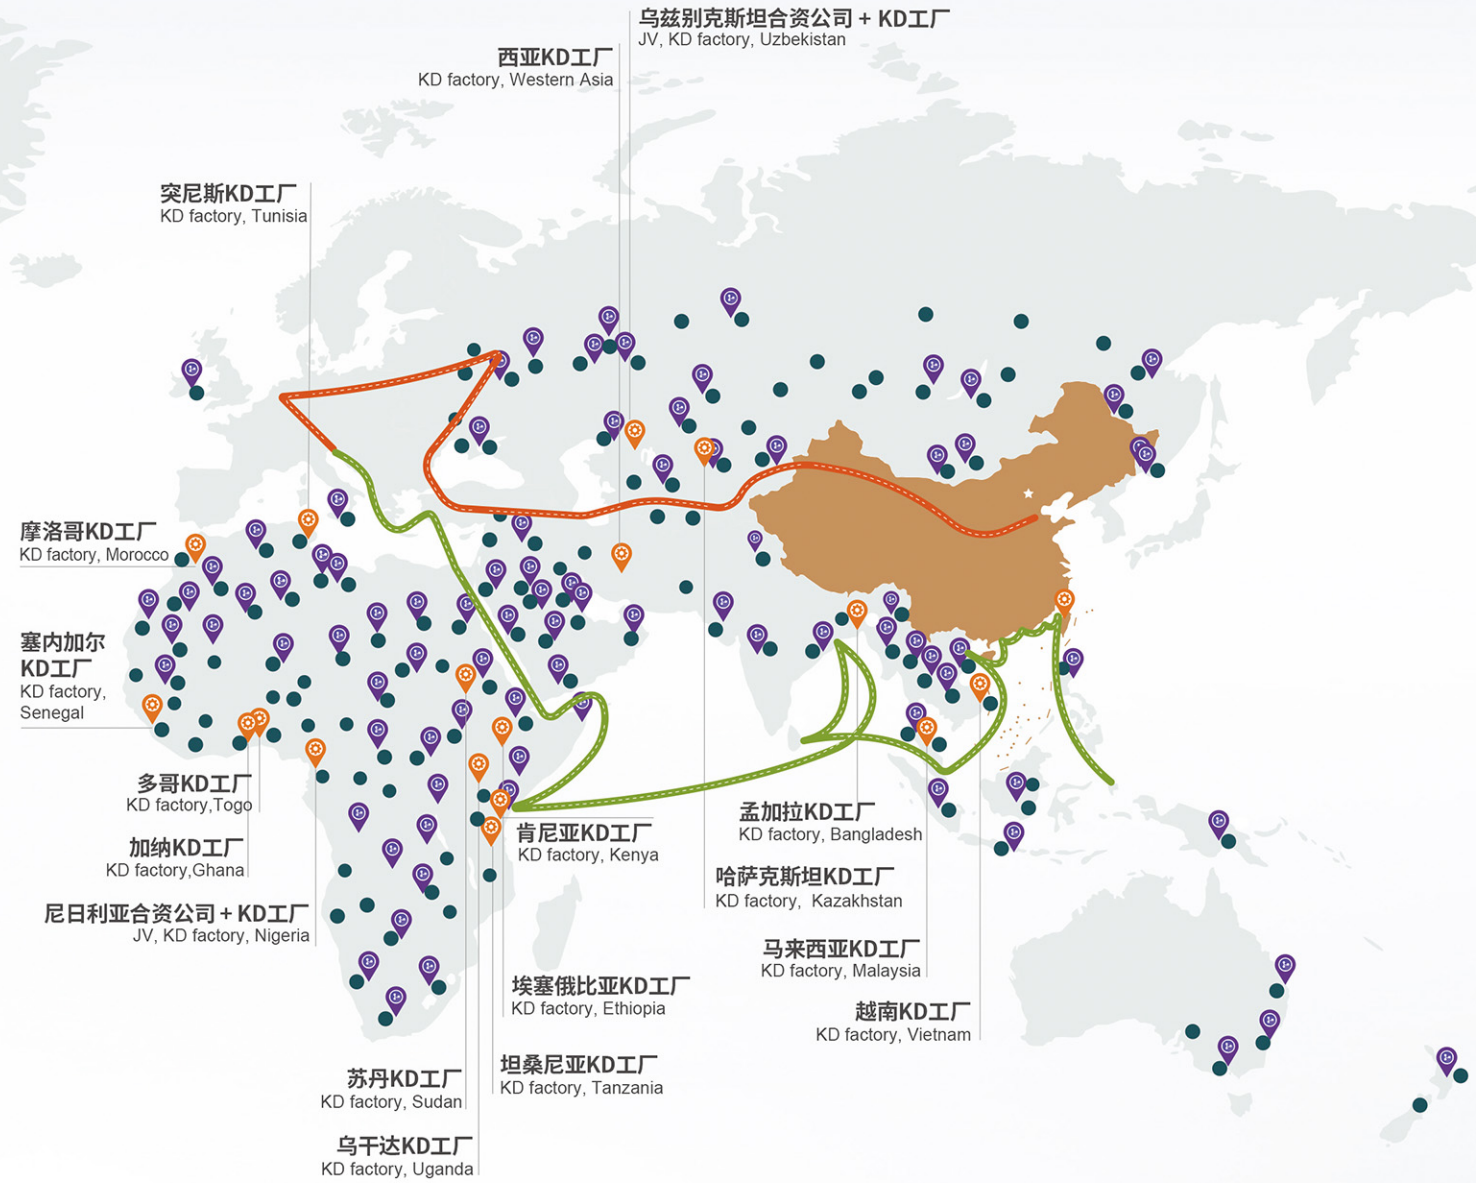 乌兹别克斯坦合资公司 + KD工厂
JV, KD factory, Uzbekistan
西亚KD工厂
KD factory, Western Asia
突尼斯KD工厂
KD factory, Tunisia
摩洛哥KD工厂
KD factory, Morocco
塞内加尔
KD工厂
KD factory,
Senegal
多哥KD工厂
KD factory,Togo
加纳KD工厂
KD factory,Ghana
尼日利亚合资公司 + KD工厂
JV, KD factory, Nigeria
肯尼亚KD工厂
KD factory, Kenya
孟加拉KD工厂
KD factory, Bangladesh
哈萨克斯坦KD工厂
KD factory, Kazakhstan
马来西亚KD工厂
KD factory, Malaysia
越南KD工厂
KD factory, Vietnam
埃塞俄比亚KD工厂
KD factory, Ethiopia
坦桑尼亚KD工厂
KD factory, Tanzania
苏丹KD工厂
KD factory, Sudan
乌干达KD工厂
KD factory, Uganda